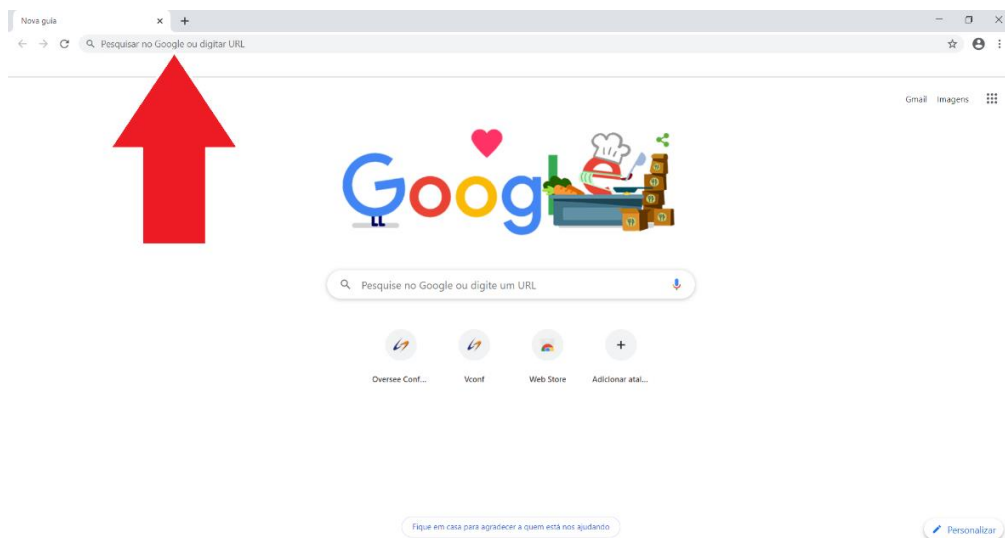 Nova guia
Pesquisar no Google ou digitar URL
Gmail Imagens
Google
Pesquise no Google ou digite um URL
Oversee Conf... Vconf Web Store Adicionar atal...
Fique em casa para agradecer a quem está nos ajudando
Personalizar